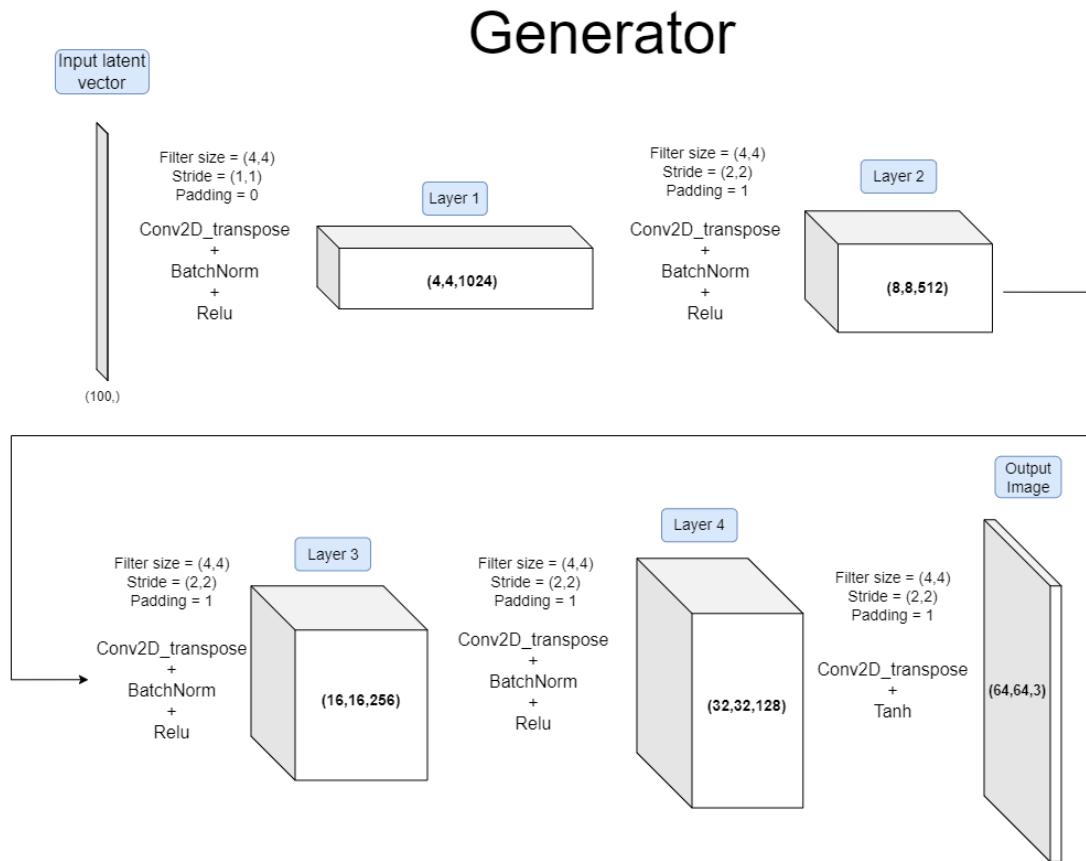 Generator
Input latent
vector
Filter size = (4,4)
Stride = (1,1)
Padding = 0
Conv2D_transpose
+
BatchNorm
+
Relu
(100,)
Layer 1
(4,4,1024)
Filter size = (4,4)
Stride = (2,2)
Padding = 1
Conv2D_transpose
+
BatchNorm
+
Relu
Layer 2
(8,8,512)
Filter size = (4,4)
Stride = (2,2)
Padding = 1
Conv2D_transpose
+
BatchNorm
+
Relu
Layer 3
(16,16,256)
Filter size = (4,4)
Stride = (2,2)
Padding = 1
Conv2D_transpose
+
BatchNorm
+
Relu
Layer 4
(32,32,128)
Filter size = (4,4)
Stride = (2,2)
Padding = 1
Conv2D_transpose
+
Tanh
Output
Image
(64,64,3)